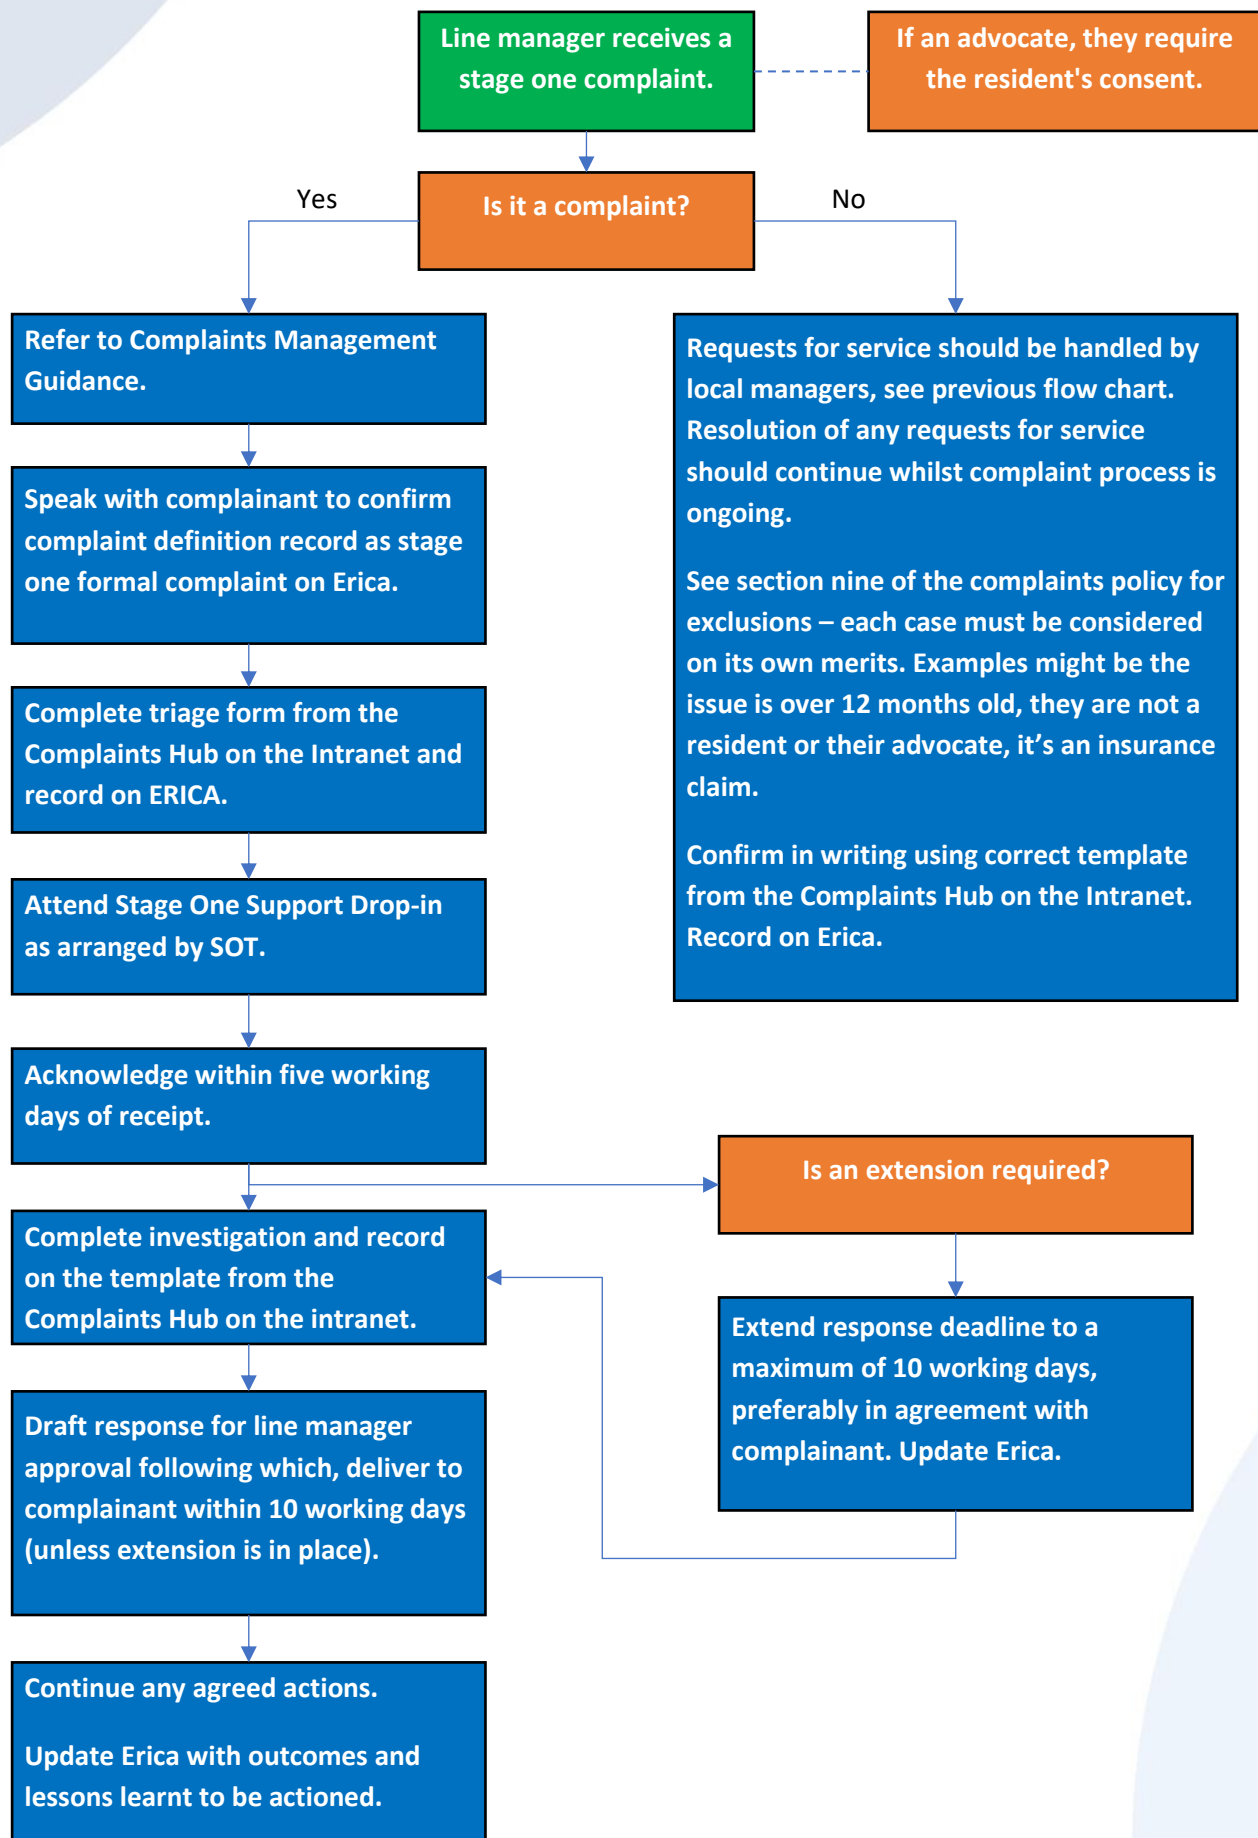 Line manager receives a
stage one complaint.
If an advocate, they require
the resident's consent.
Is it a complaint?
Yes
No
Refer to Complaints Management
Guidance.
Speak with complainant to confirm
complaint definition record as stage
one formal complaint on Erica.
Complete triage form from the
Complaints Hub on the Intranet and
record on ERICA.
Attend Stage One Support Drop-in
as arranged by SOT.
Acknowledge within five working
days of receipt.
Requests for service should be handled by
local managers, see previous flow chart.
Resolution of any requests for service
should continue whilst complaint process is
ongoing.
See section nine of the complaints policy for
exclusions – each case must be considered
on its own merits. Examples might be the
issue is over 12 months old, they are not a
resident or their advocate, it’s an insurance
claim.
Confirm in writing using correct template
from the Complaints Hub on the Intranet.
Record on Erica.
Is an extension required?
Extend response deadline to a
maximum of 10 working days,
preferably in agreement with
complainant. Update Erica.
Complete investigation and record
on the template from the
Complaints Hub on the intranet.
Draft response for line manager
approval following which, deliver to
complainant within 10 working days
(unless extension is in place).
Continue any agreed actions.
Update Erica with outcomes and
lessons learnt to be actioned.